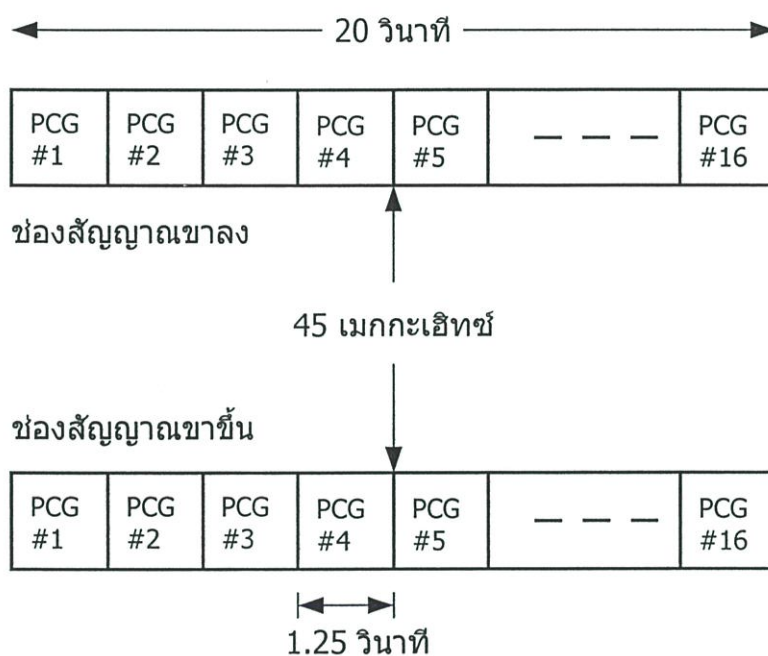 20 วินาที
PCG PCG PCG PCG PCG PCG
#1 #2 #3 #4 #5 #16
ช่องสัญญาณขาลง
45 เมกกะเฮิทซ์
ช่องสัญญาณขาขึ้น
PCG PCG PCG PCG PCG PCG
#1 #2 #3 #4 #5 #16
1.25 วินาที